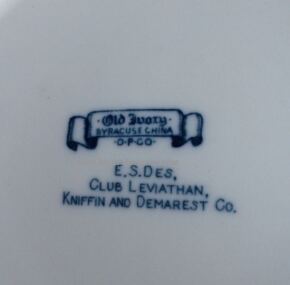 Old Ivory
SYRACUSE CHINA
O.P.CO.
E.S.DES,
CLUB LEVIATHAN,
KNIFFIN AND DEMAREST CO.